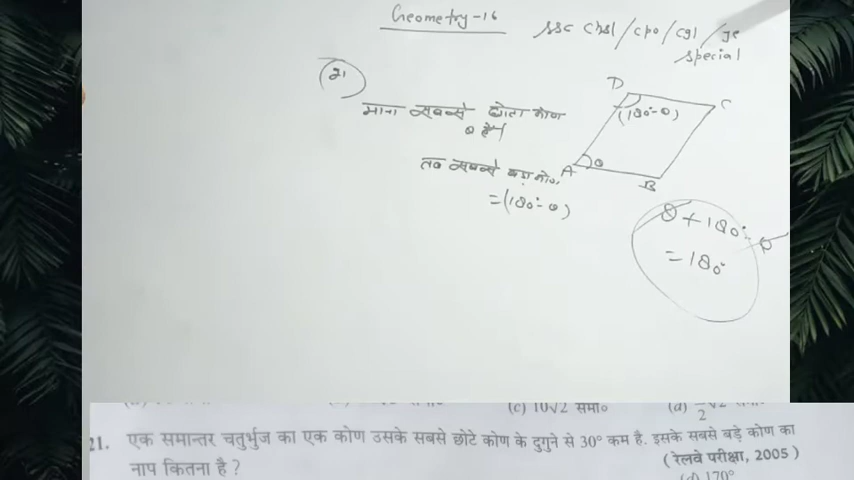 Geometry-16
SSC chsl/cpo/cgl/je
special
21
माना सबसे छोटा कोण
θ है।
तब सबसे बड़ा को०
=(180°-θ)
D
C
(180°-θ)
A θ
B
θ+180°-θ
=180°
(c) 10√2 समी०
(d)
21. एक समान्तर चतुर्भुज का एक कोण उसके सबसे छोटे कोण के दुगुने से 30° कम है. इसके सबसे बड़े कोण का
नाप कितना है ?
(रेलवे परीक्षा, 2005)
(d) 170°